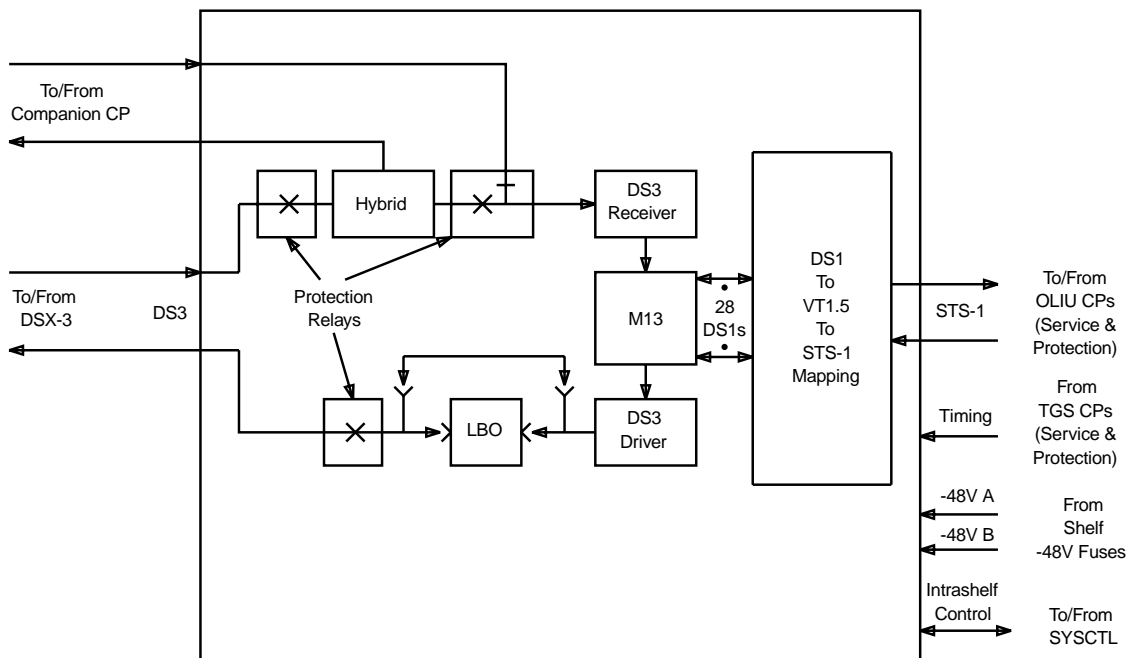 To/From
Companion CP
Hybrid
DS3
Receiver
To/From
DSX-3
DS3
Protection
Relays
M13
28
DS1s
DS1
To
VT1.5
To
STS-1
Mapping
STS-1
To/From
OLIU CPs
(Service &
Protection)
LBO
DS3
Driver
Timing
From
TGS CPs
(Service &
Protection)
-48V A
-48V B
From
Shelf
-48V Fuses
Intrashelf
Control
To/From
SYSCTL